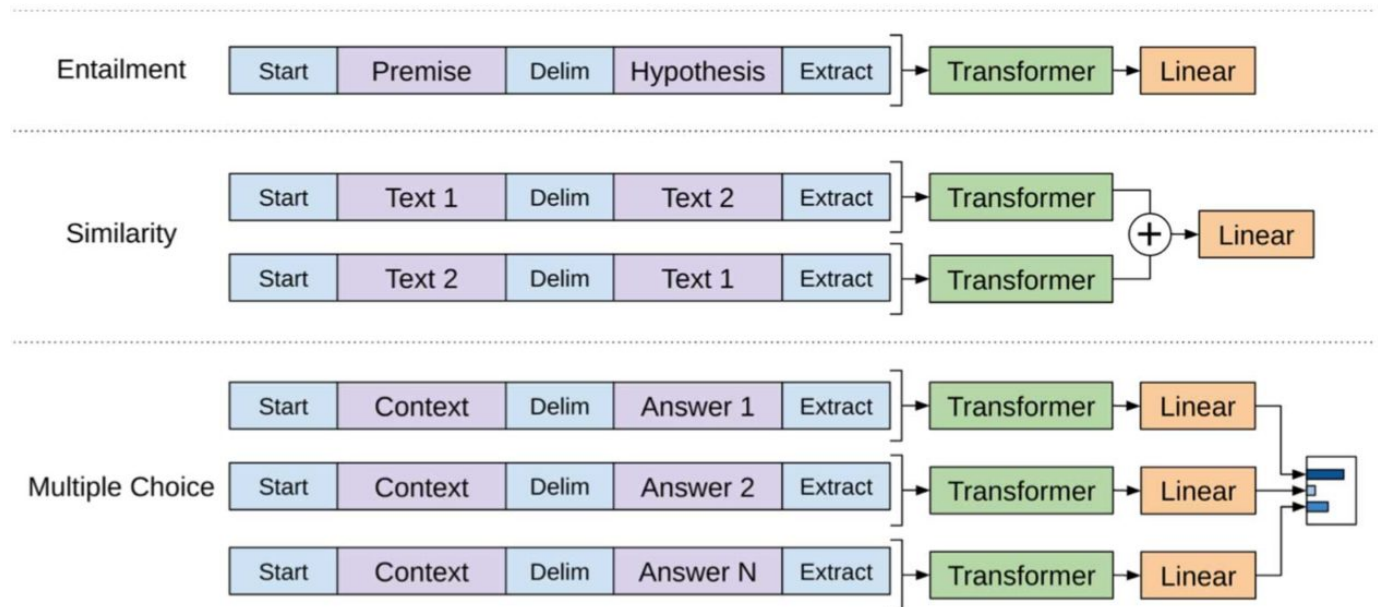 Entailment Start Premise Delim Hypothesis Extract Transformer Linear
Start Text 1 Delim Text 2 Extract Transformer
Similarity + Linear
Start Text 2 Delim Text 1 Extract Transformer
Start Context Delim Answer 1 Extract Transformer Linear
Multiple Choice Start Context Delim Answer 2 Extract Transformer Linear
Start Context Delim Answer N Extract Transformer Linear